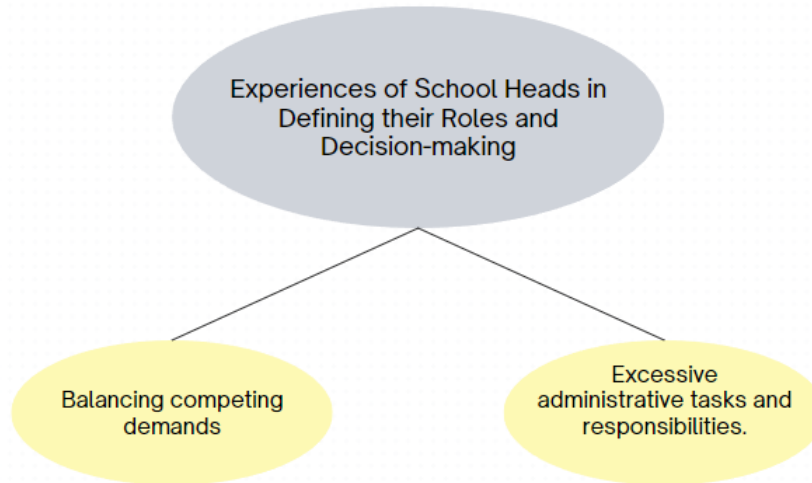 Experiences of School Heads in
Defining their Roles and
Decision-making
Balancing competing
demands
Excessive
administrative tasks and
responsibilities.